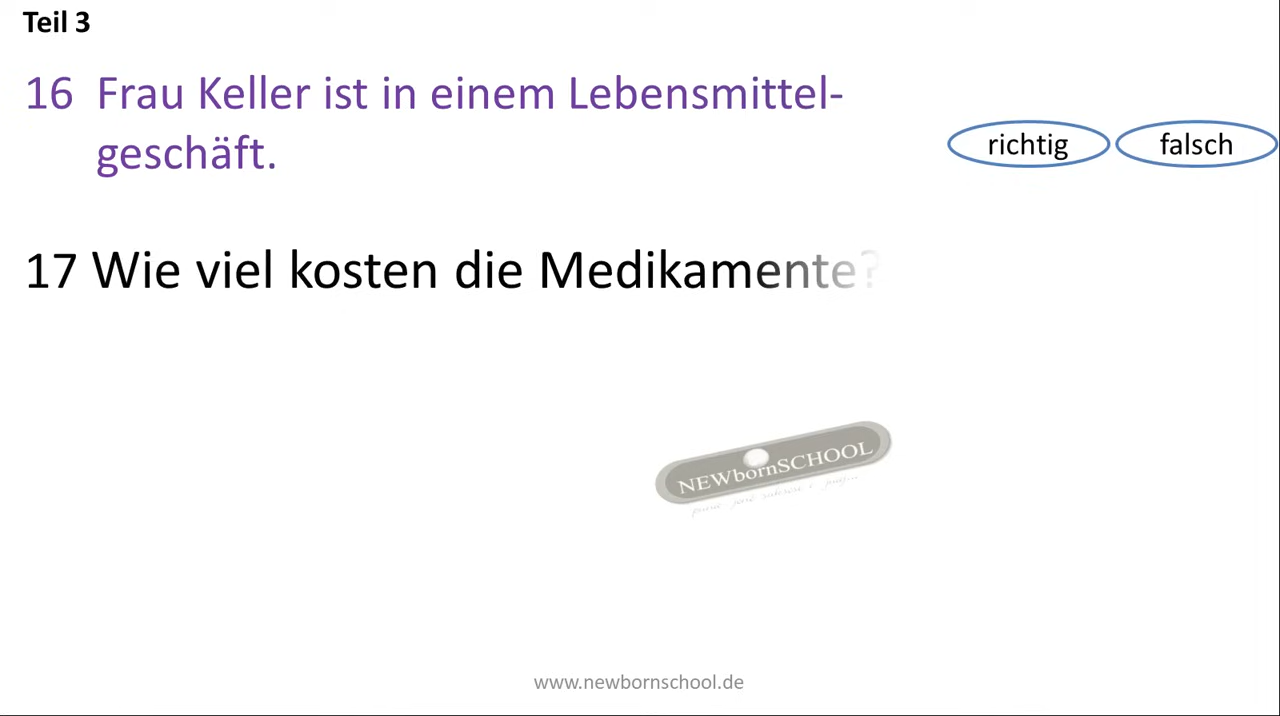 Teil 3
16 Frau Keller ist in einem Lebensmittel-
geschäft.
richtig falsch
17 Wie viel kosten die Medikamente?
NEWbornSCHOOL
www.newbornschool.de